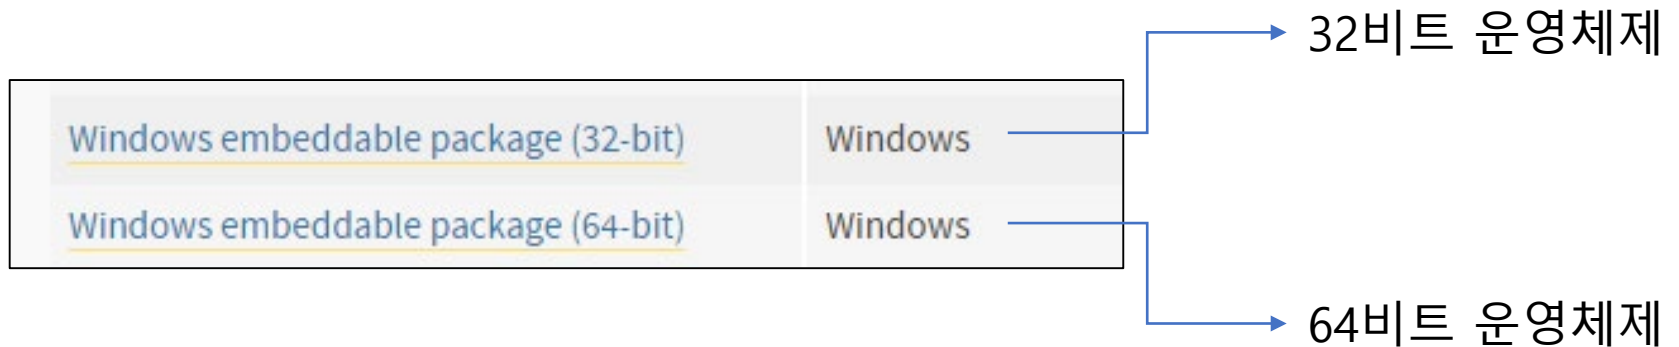 32비트 운영체제
Windows embeddable package (32-bit) Windows
Windows embeddable package (64-bit) Windows
64비트 운영체제